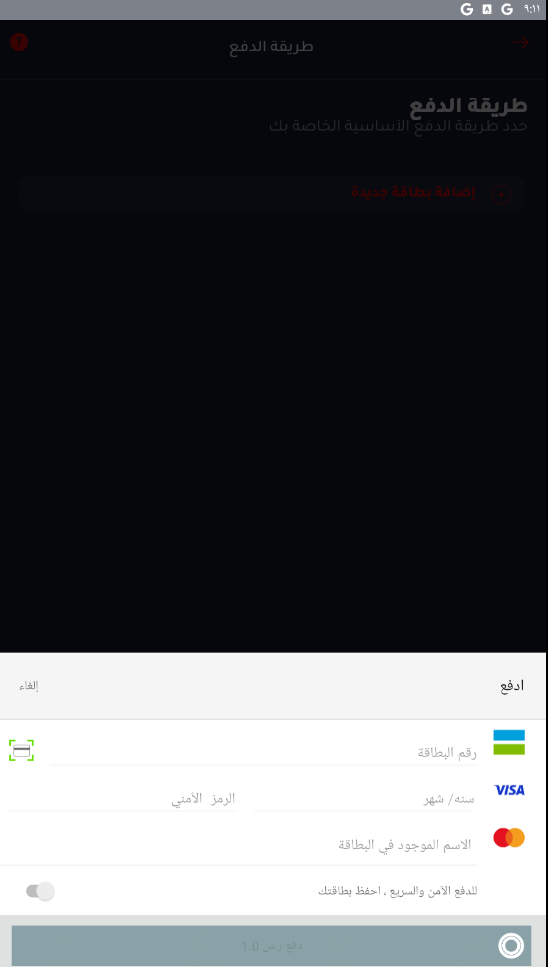 ٩:١١
طريقة الدفع
طريقة الدفع
حدد طريقة الدفع الأساسية الخاصة بك
إضافة بطاقة جديدة
ادفع
إلغاء
رقم البطاقة
VISA
سنه/ شهر
الرمز الأمني
الاسم الموجود في البطاقة
للدفع الآمن والسريع ، احفظ بطاقتك
دفع ر.س 1.0